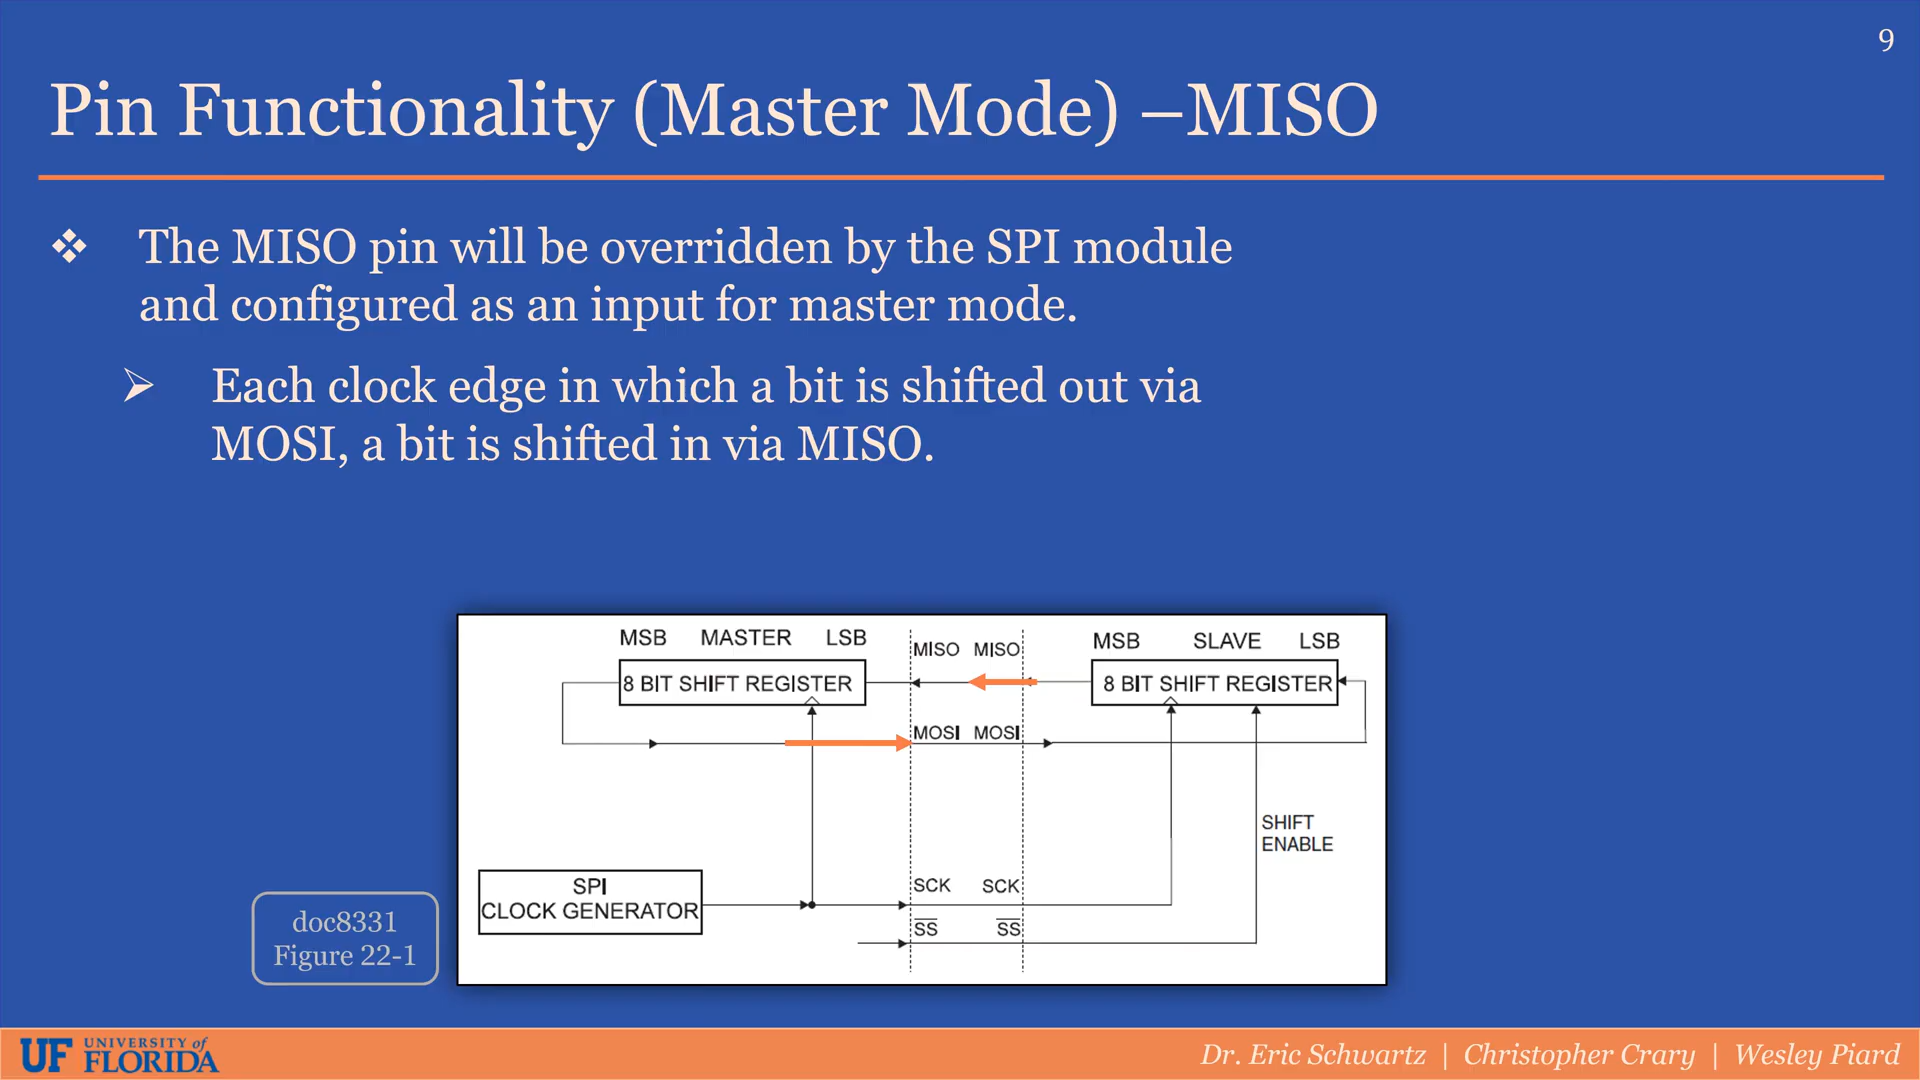 9
Pin Functionality (Master Mode) –MISO
The MISO pin will be overridden by the SPI module
and configured as an input for master mode.
Each clock edge in which a bit is shifted out via
MOSI, a bit is shifted in via MISO.
MSB MASTER LSB
MSB SLAVE LSB
MISO MISO
8 BIT SHIFT REGISTER
8 BIT SHIFT REGISTER
MOSI MOSI
SHIFT
ENABLE
SPI
CLOCK GENERATOR
SCK SCK
SS SS
doc8331
Figure 22-1
UF UNIVERSITY of
FLORIDA
Dr. Eric Schwartz | Christopher Crary | Wesley Piard